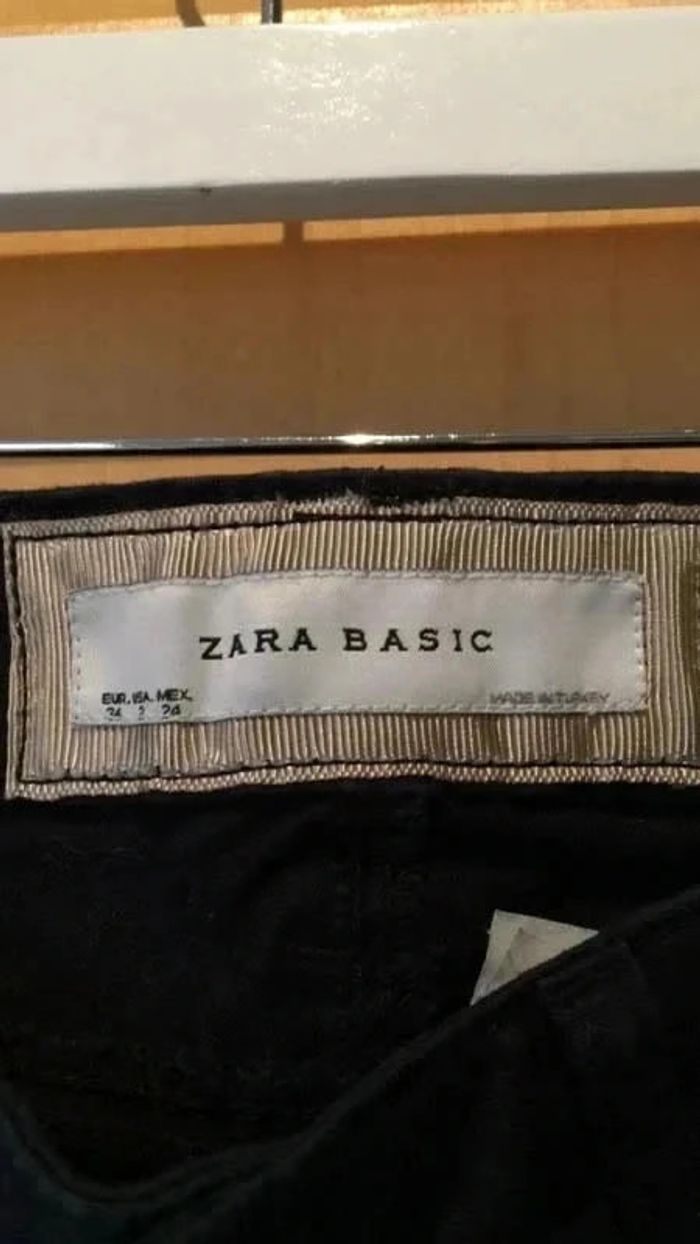 ZARA BASIC
EUR. USA. MEX. MADE IN TURKEY
34 2 24